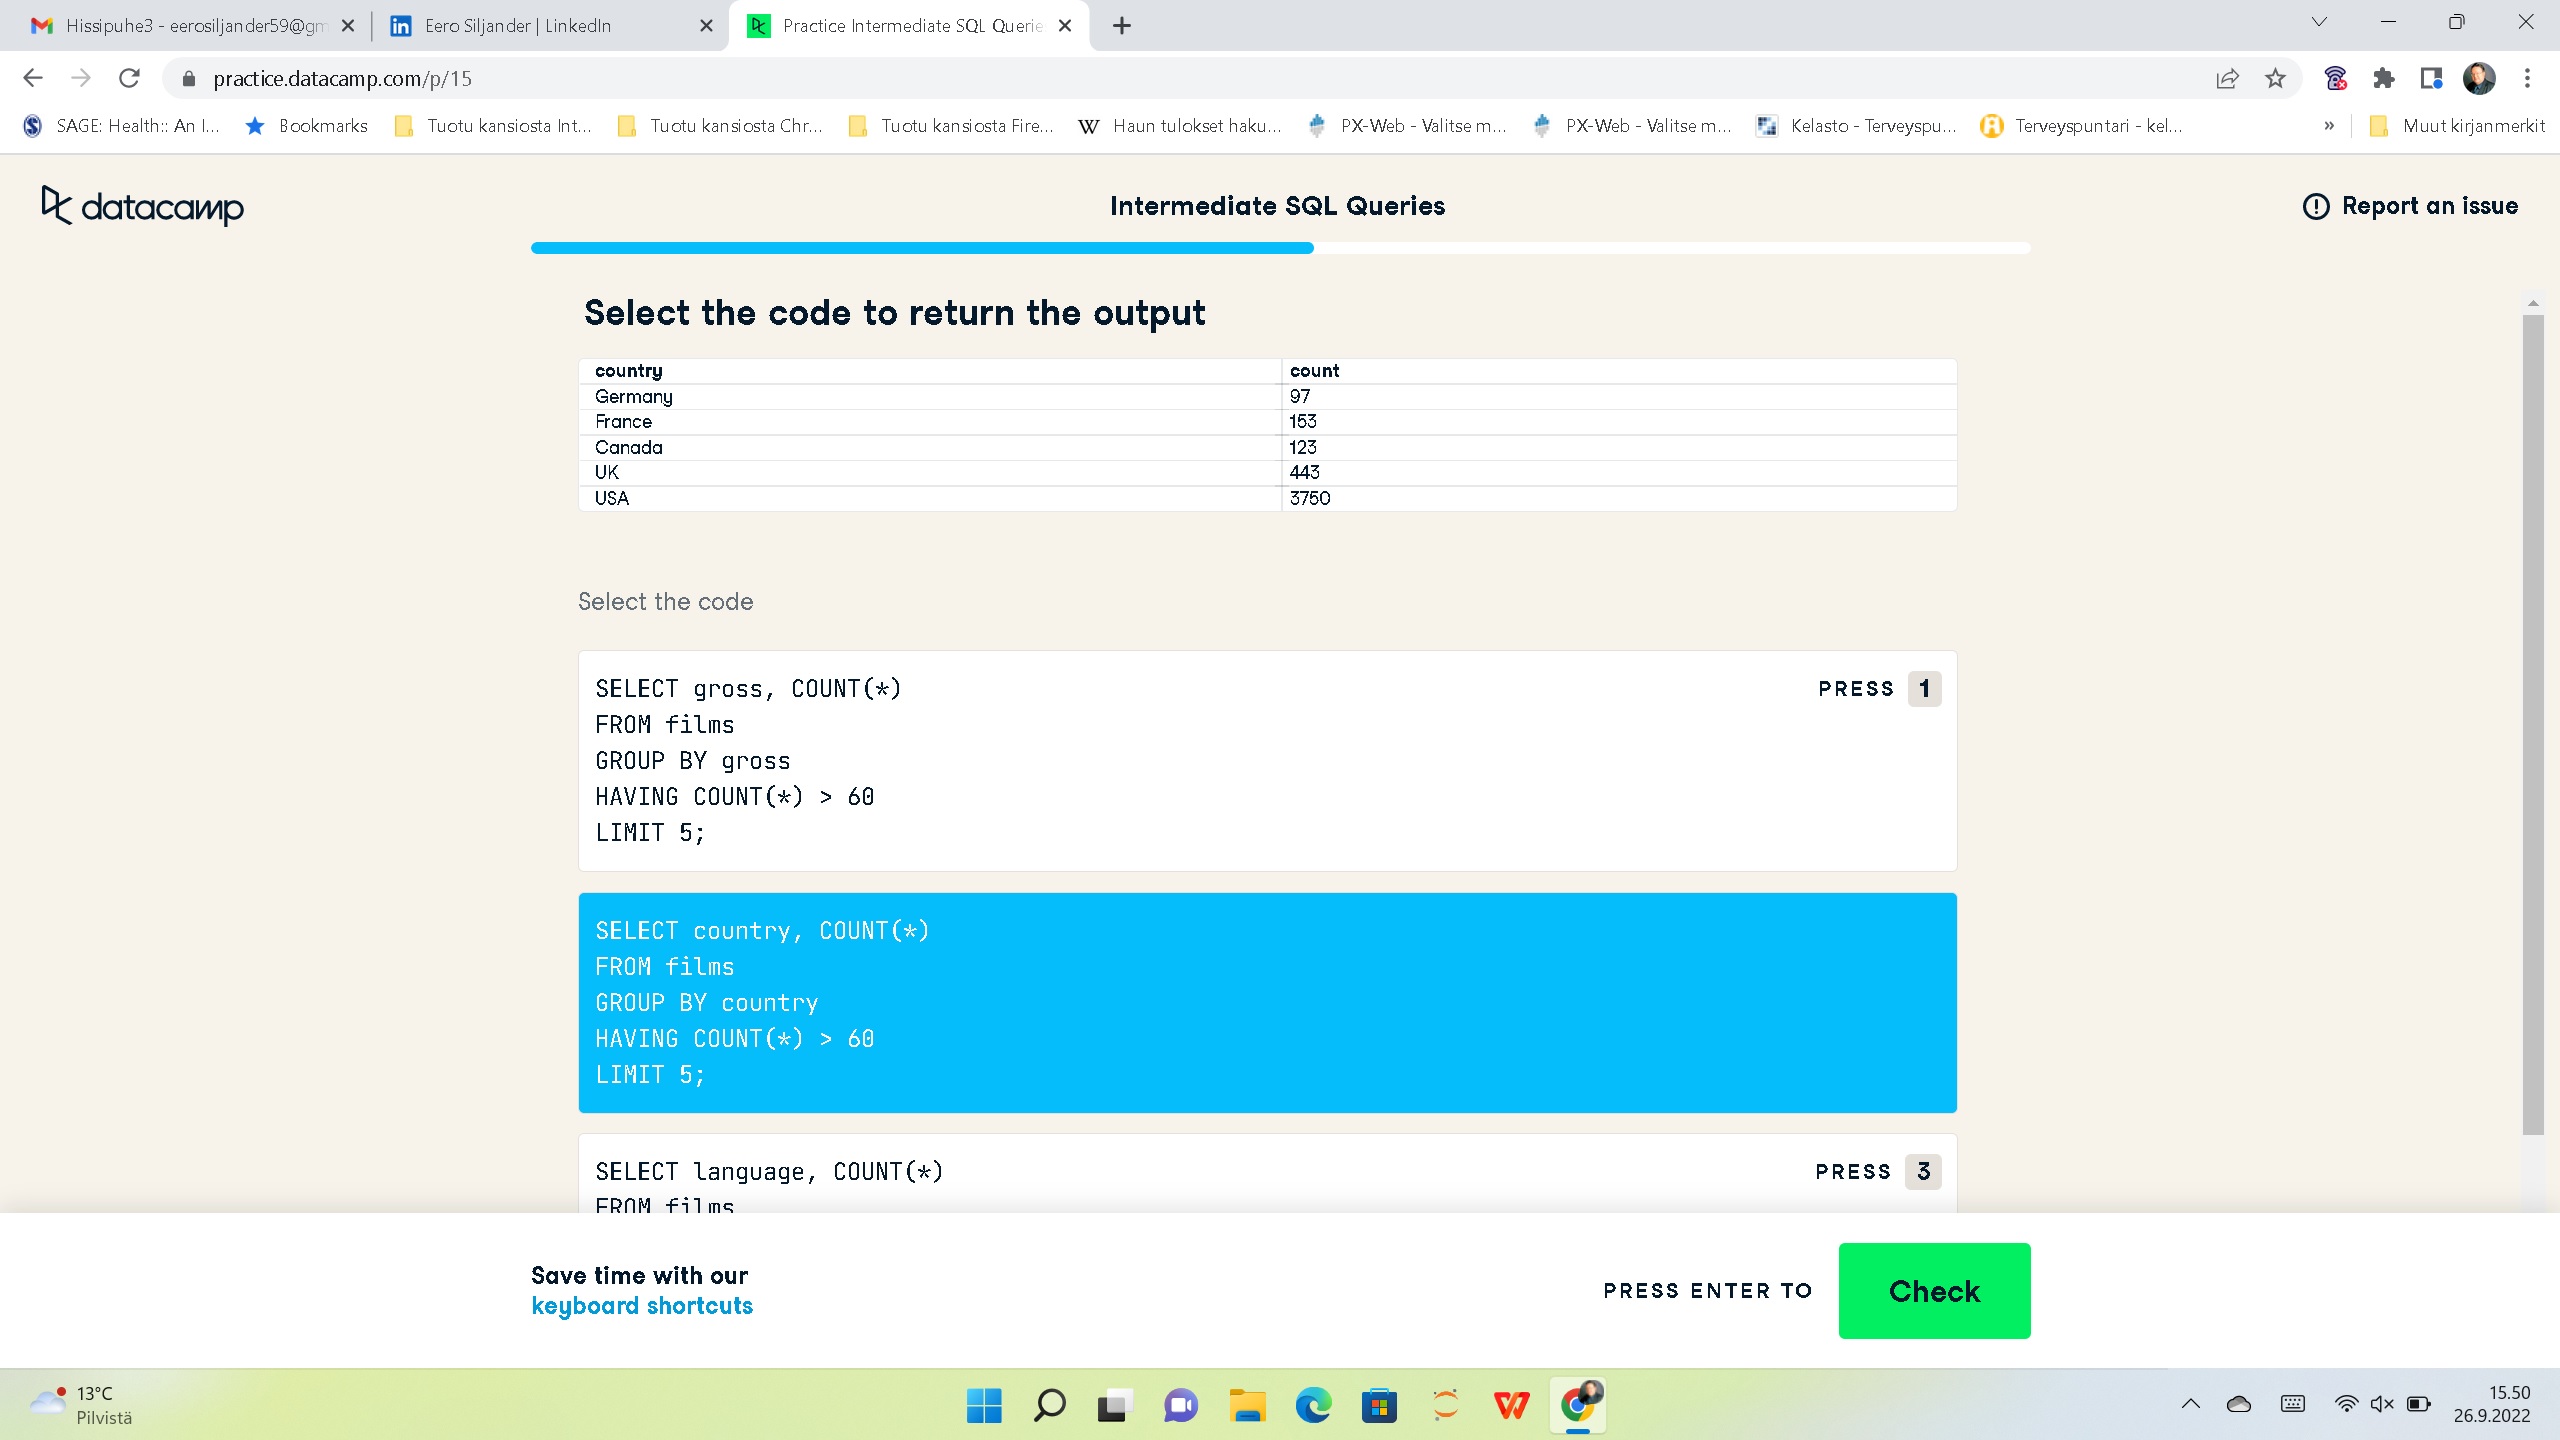 Hissipuhe3 - eerosiljander59@gm
Eero Siljander | LinkedIn
Practice Intermediate SQL Querie
practice.datacamp.com/p/15
SAGE: Health:: An I...
Bookmarks
Tuotu kansiosta Int...
Tuotu kansiosta Chr...
Tuotu kansiosta Fire...
W Haun tulokset haku...
PX-Web - Valitse m...
PX-Web - Valitse m...
Kelasto - Terveyspu...
Terveyspuntari - kel...
»
Muut kirjanmerkit
datacamp
Intermediate SQL Queries
Report an issue
Select the code to return the output
country count
Germany 97
France 153
Canada 123
UK 443
USA 3750
Select the code
SELECT gross, COUNT(*)
PRESS 1
FROM films
GROUP BY gross
HAVING COUNT(*) > 60
LIMIT 5;
SELECT country, COUNT(*)
FROM films
GROUP BY country
HAVING COUNT(*) > 60
LIMIT 5;
SELECT language, COUNT(*)
PRESS 3
FROM films
Save time with our
keyboard shortcuts
PRESS ENTER TO
Check
13°C
Pilvistä
15.50
26.9.2022